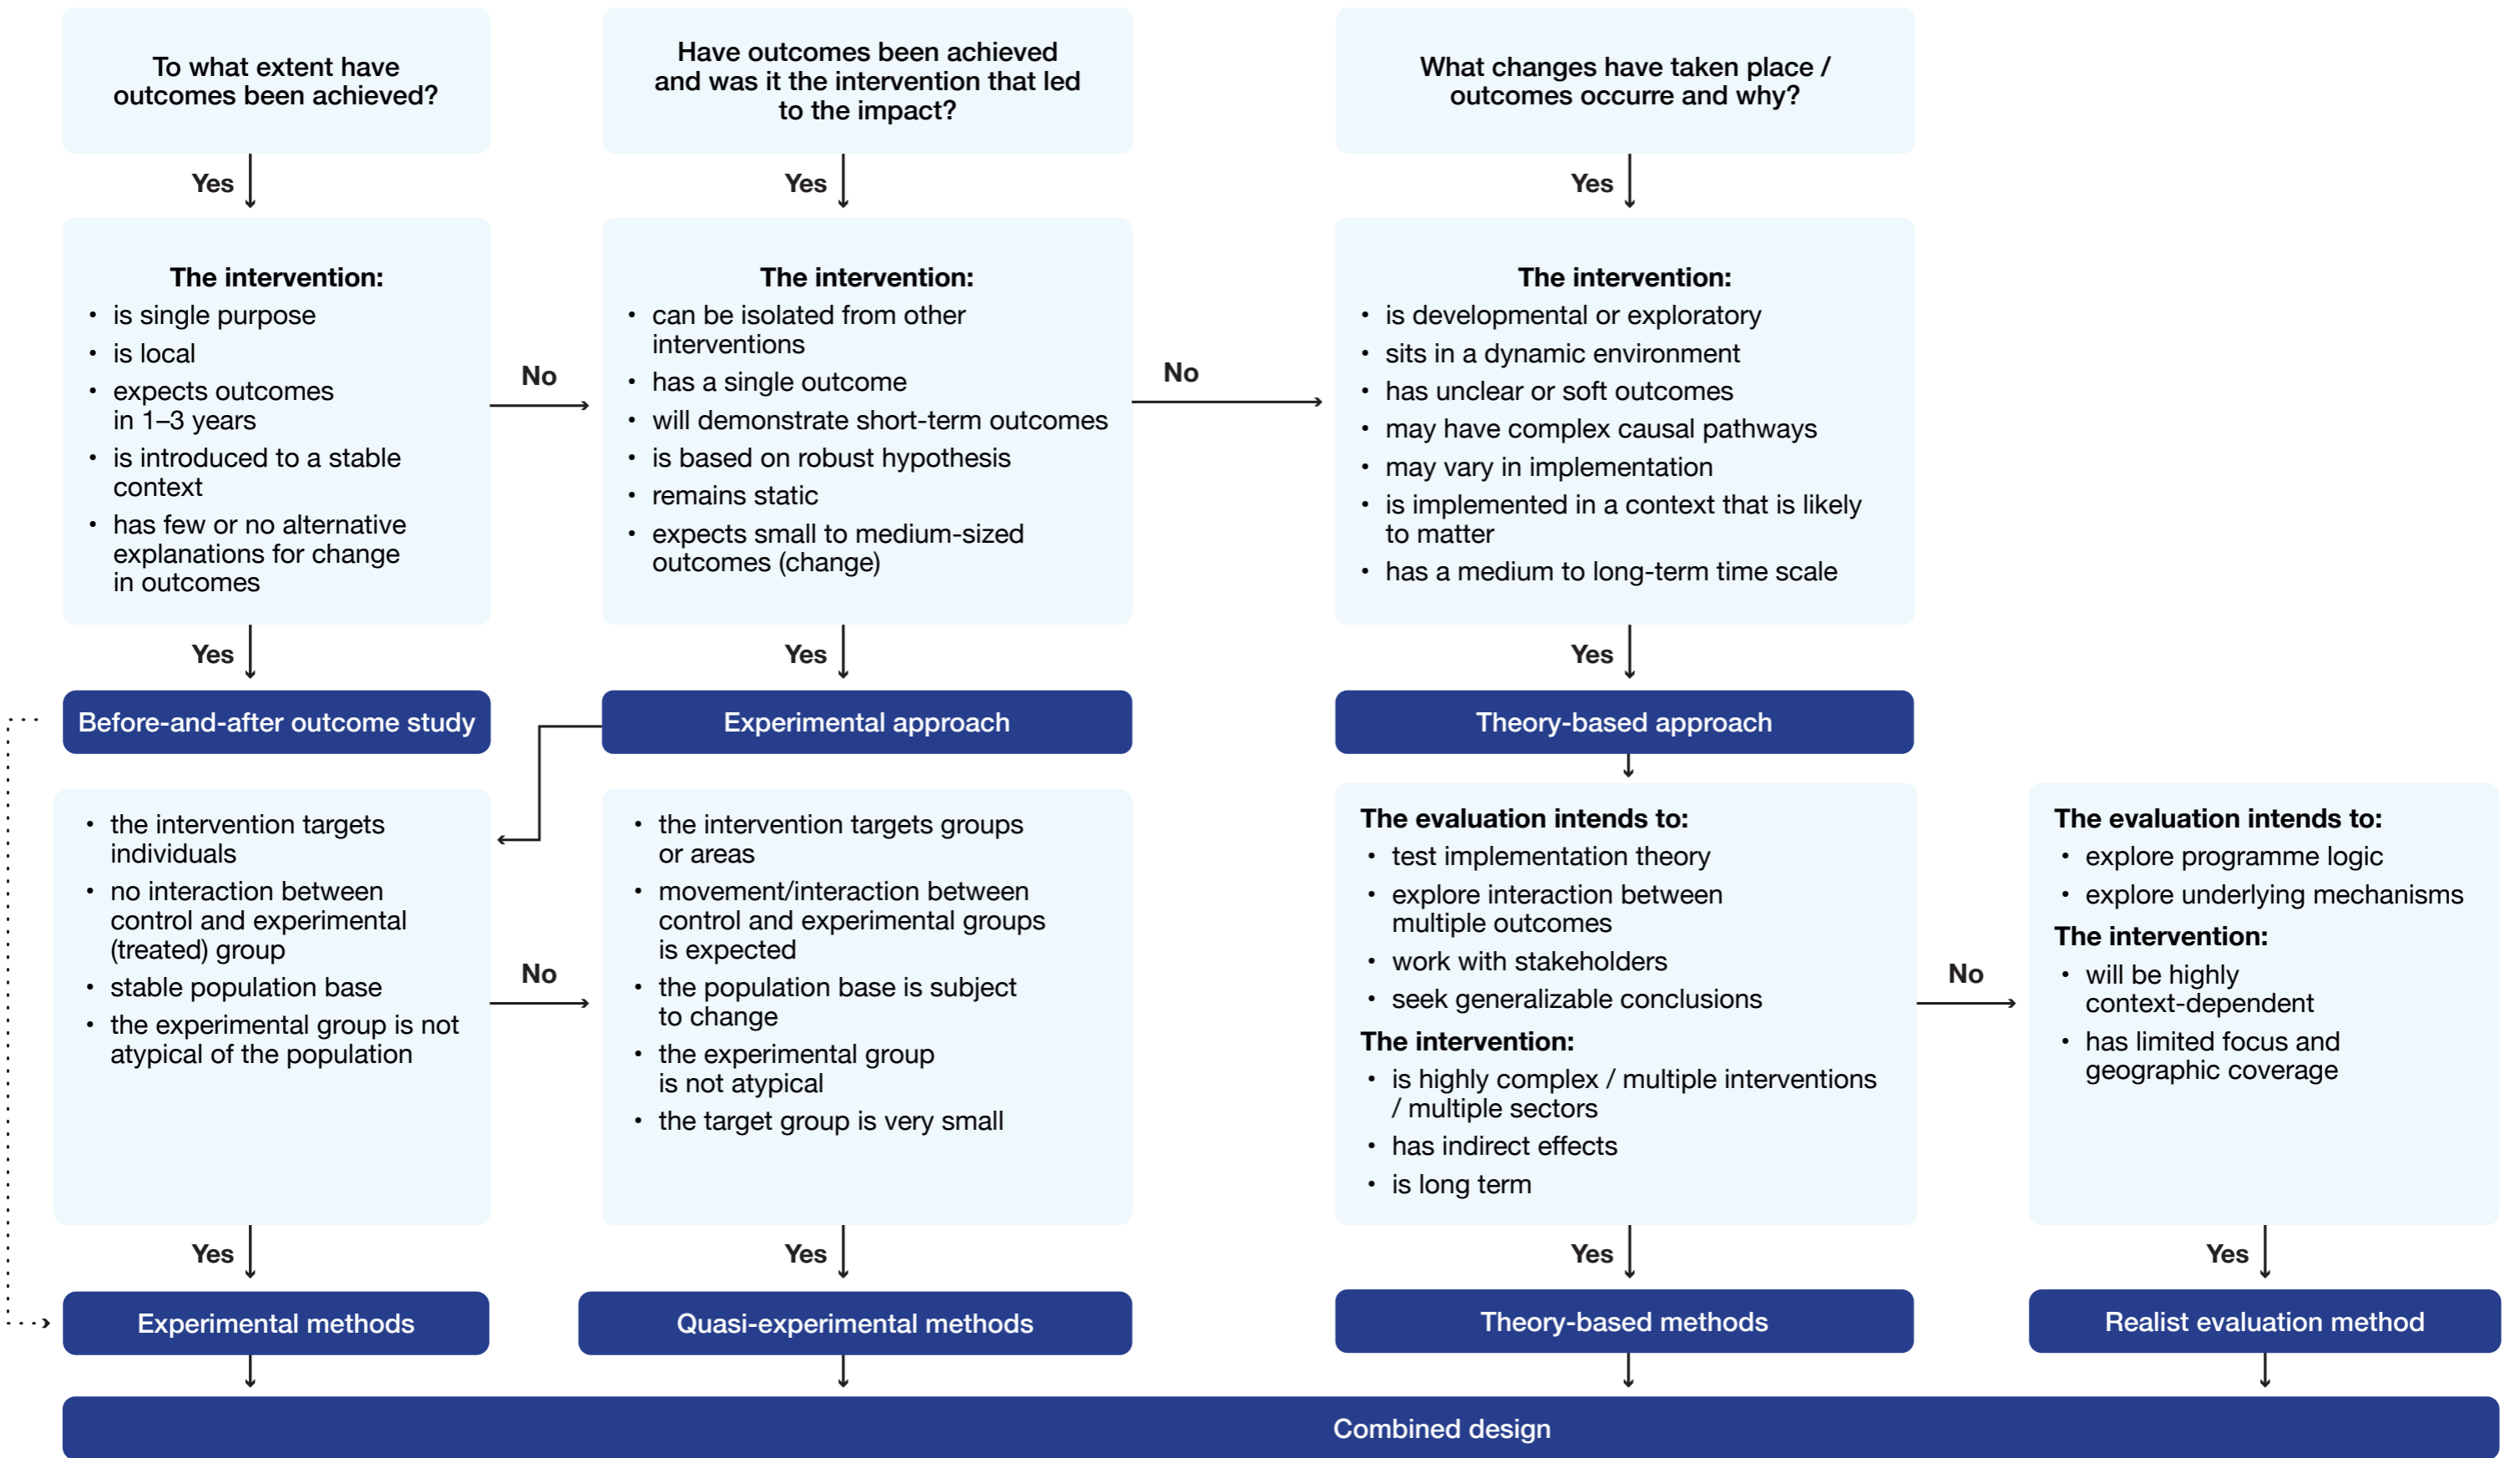 To what extent have
outcomes been achieved?
Have outcomes been achieved
and was it the intervention that led
to the impact?
What changes have taken place /
outcomes occurre and why?
Yes
Yes
Yes
The intervention:
• is single purpose
• is local
• expects outcomes
in 1–3 years
• is introduced to a stable
context
• has few or no alternative
explanations for change
in outcomes
No
The intervention:
• can be isolated from other
interventions
• has a single outcome
• will demonstrate short-term outcomes
• is based on robust hypothesis
• remains static
• expects small to medium-sized
outcomes (change)
No
The intervention:
• is developmental or exploratory
• sits in a dynamic environment
• has unclear or soft outcomes
• may have complex causal pathways
• may vary in implementation
• is implemented in a context that is likely
to matter
• has a medium to long-term time scale
Yes
Yes
Yes
Before-and-after outcome study
Experimental approach
Theory-based approach
• the intervention targets
individuals
• no interaction between
control and experimental
(treated) group
• stable population base
• the experimental group is not
atypical of the population
No
• the intervention targets groups
or areas
• movement/interaction between
control and experimental groups
is expected
• the population base is subject
to change
• the experimental group
is not atypical
• the target group is very small
The evaluation intends to:
• test implementation theory
• explore interaction between
multiple outcomes
• work with stakeholders
• seek generalizable conclusions
The intervention:
• is highly complex / multiple interventions
/ multiple sectors
• has indirect effects
• is long term
No
The evaluation intends to:
• explore programme logic
• explore underlying mechanisms
The intervention:
• will be highly
context-dependent
• has limited focus and
geographic coverage
Yes
Yes
Yes
Yes
Experimental methods
Quasi-experimental methods
Theory-based methods
Realist evaluation method
Combined design